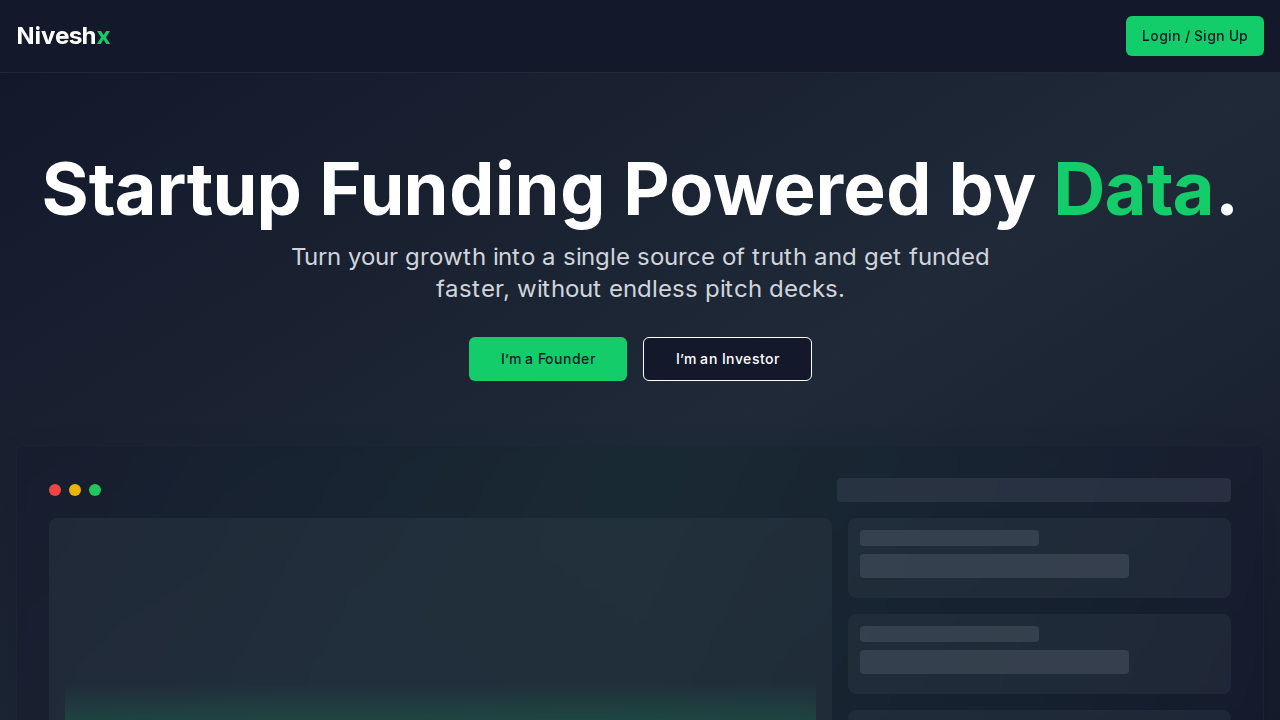 Niveshx
Login / Sign Up
Startup Funding Powered by Data.
Turn your growth into a single source of truth and get funded
faster, without endless pitch decks.
I’m a Founder
I’m an Investor